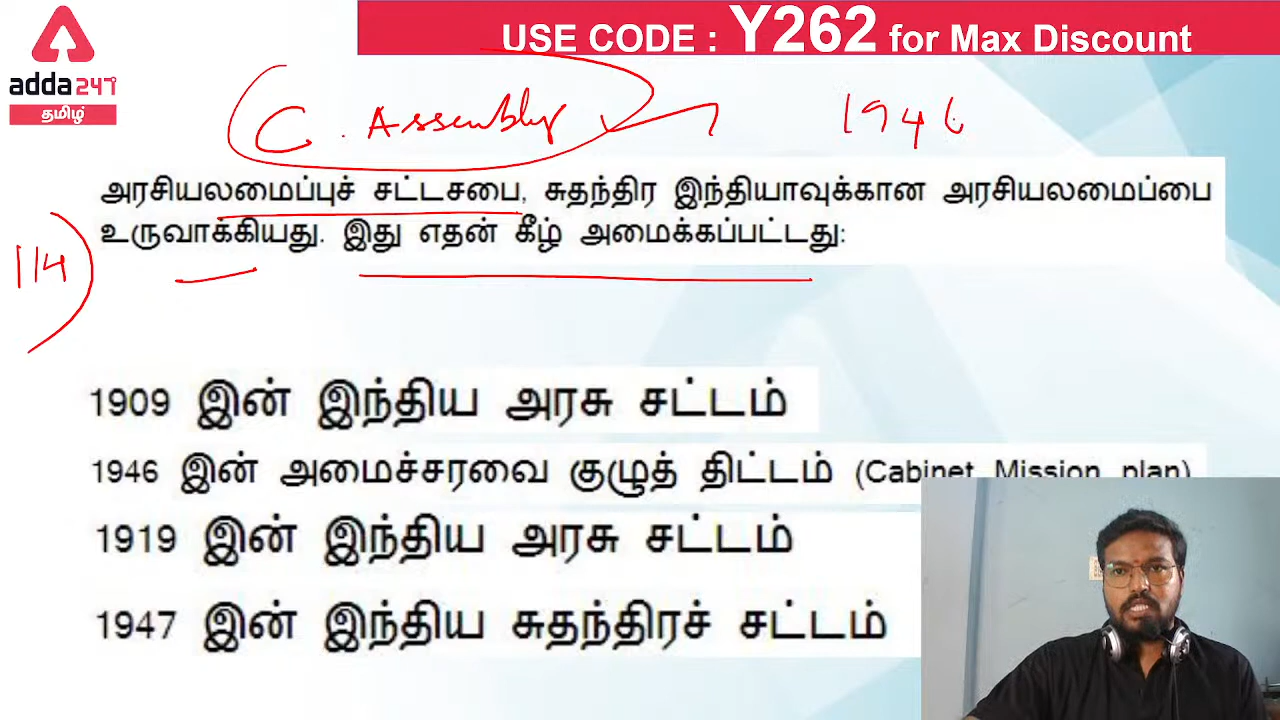 USE CODE : Y262 for Max Discount
adda247
தமிழ்
C. Assembly
1946
அரசியலமைப்புச் சட்டசபை, சுதந்திர இந்தியாவுக்கான அரசியலமைப்பை
உருவாக்கியது. இது எதன் கீழ் அமைக்கப்பட்டது:
114
1909 இன் இந்திய அரசு சட்டம்
1946 இன் அமைச்சரவை குழுத் திட்டம் (Cabinet Mission plan)
1919 இன் இந்திய அரசு சட்டம்
1947 இன் இந்திய சுதந்திரச் சட்டம்